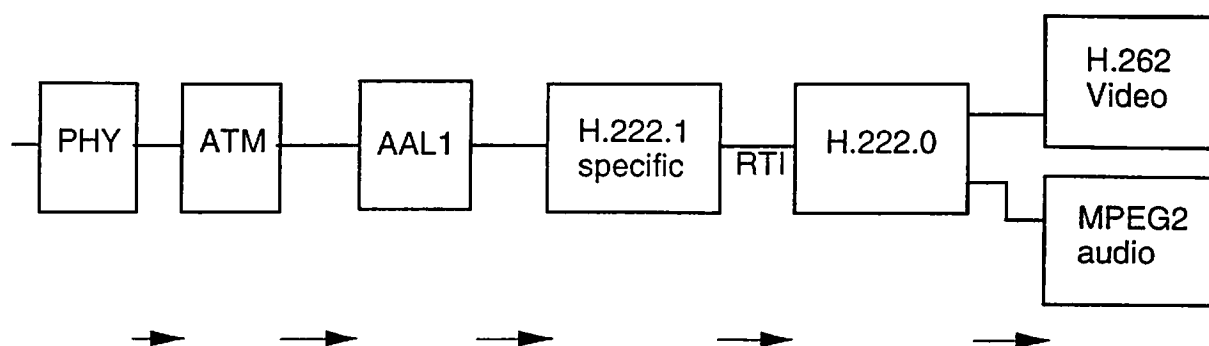 PHY
ATM
AAL1
H.222.1
specific
RTI
H.222.0
H.262
Video
MPEG2
audio